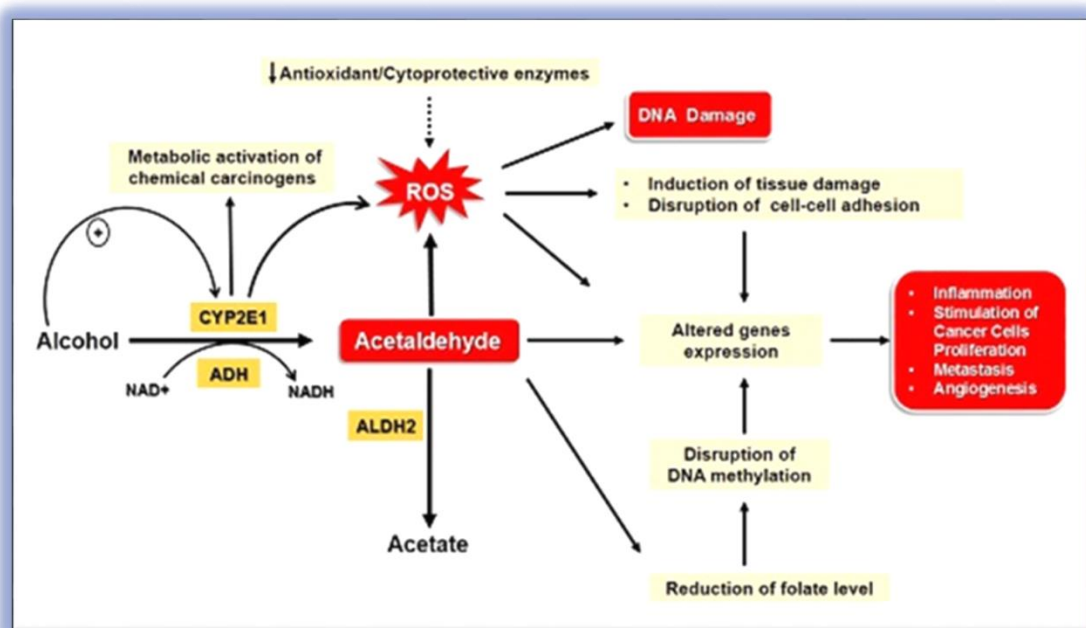 ↓Antioxidant/Cytoprotective enzymes
DNA Damage
Metabolic activation of
chemical carcinogens
ROS
• Induction of tissue damage
• Disruption of cell-cell adhesion
+
CYP2E1
Alcohol
Acetaldehyde
Altered genes
expression
• Inflammation
• Stimulation of
Cancer Cells
Proliferation
• Metastasis
• Angiogenesis
NAD+
ADH
NADH
ALDH2
Disruption of
DNA methylation
Acetate
Reduction of folate level